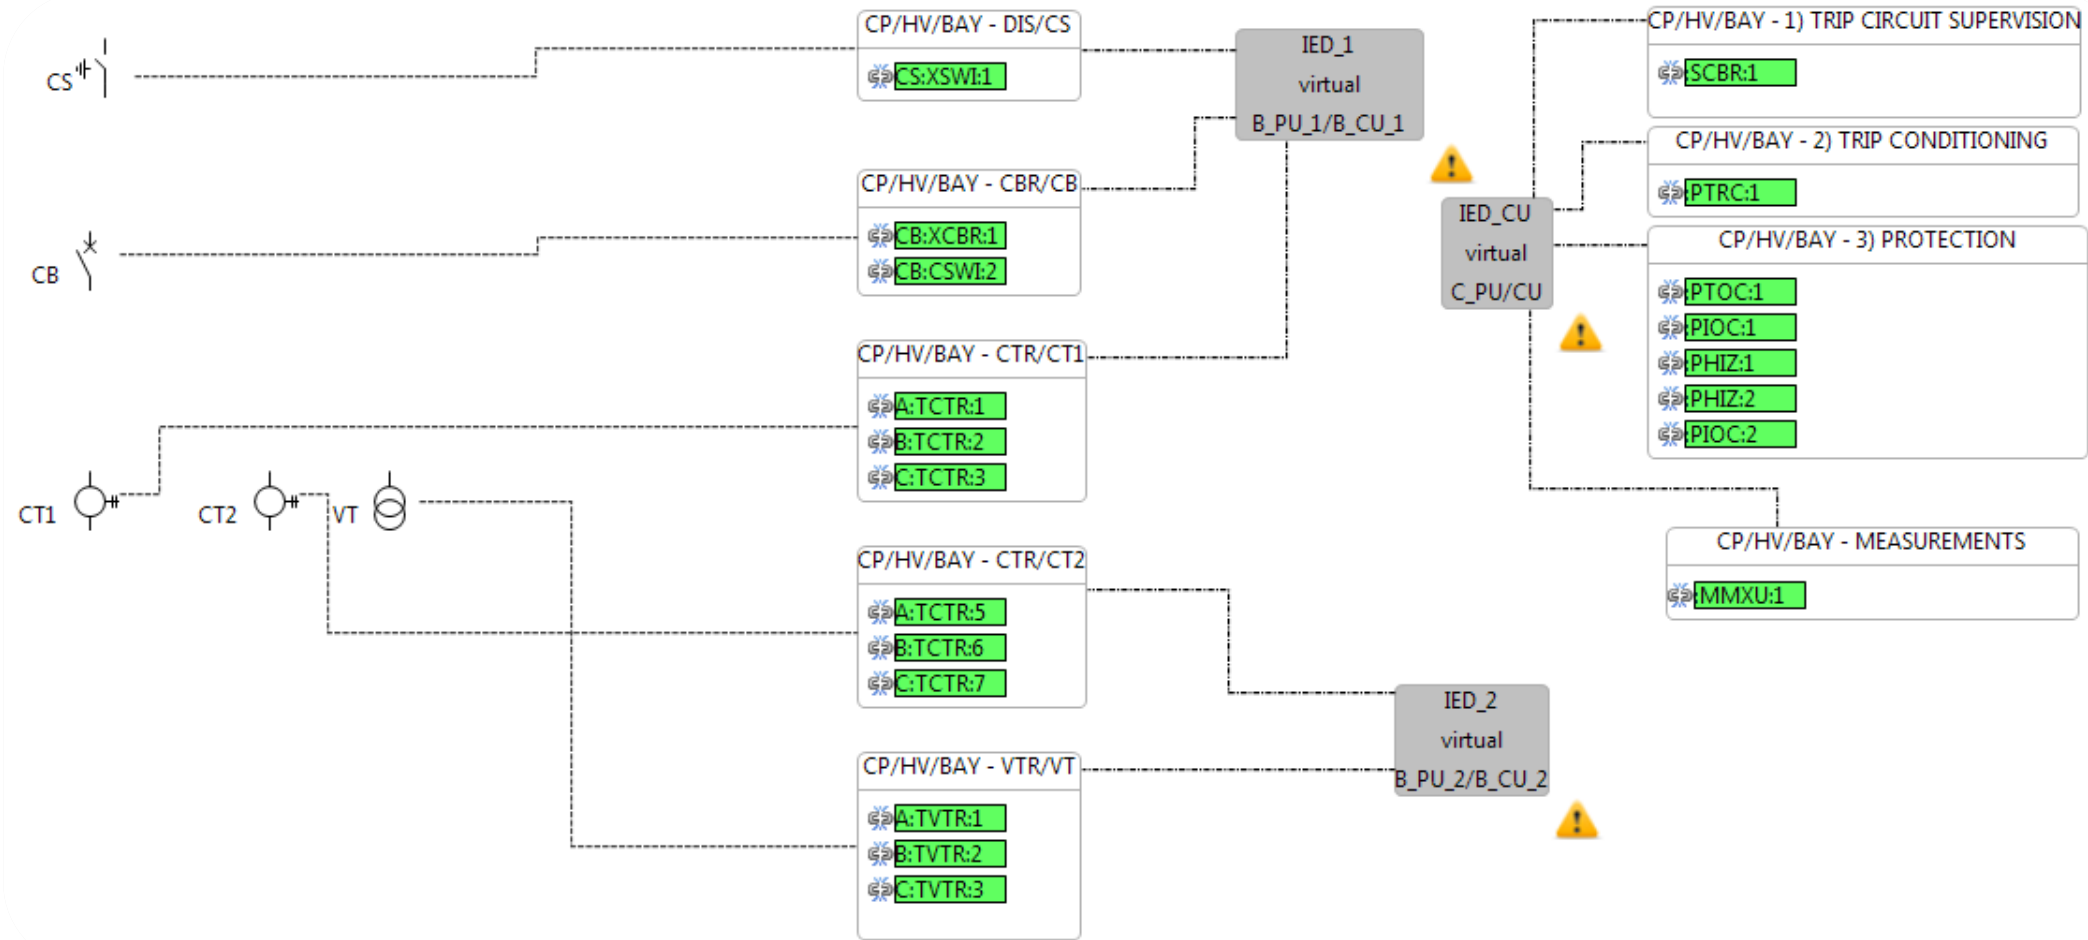 CS
CB
CT1
CT2
VT
CP/HV/BAY - DIS/CS
CS:XSWI:1
CP/HV/BAY - CBR/CB
CB:XCBR:1
CB:CSWI:2
CP/HV/BAY - CTR/CT1
A:TCTR:1
B:TCTR:2
C:TCTR:3
CP/HV/BAY - CTR/CT2
A:TCTR:5
B:TCTR:6
C:TCTR:7
CP/HV/BAY - VTR/VT
A:TVTR:1
B:TVTR:2
C:TVTR:3
IED_1
virtual
B_PU_1/B_CU_1
IED_CU
virtual
C_PU/CU
IED_2
virtual
B_PU_2/B_CU_2
CP/HV/BAY - 1) TRIP CIRCUIT SUPERVISION
:SCBR:1
CP/HV/BAY - 2) TRIP CONDITIONING
:PTRC:1
CP/HV/BAY - 3) PROTECTION
:PTOC:1
:PIOC:1
:PHIZ:1
:PHIZ:2
:PIOC:2
CP/HV/BAY - MEASUREMENTS
:MMXU:1